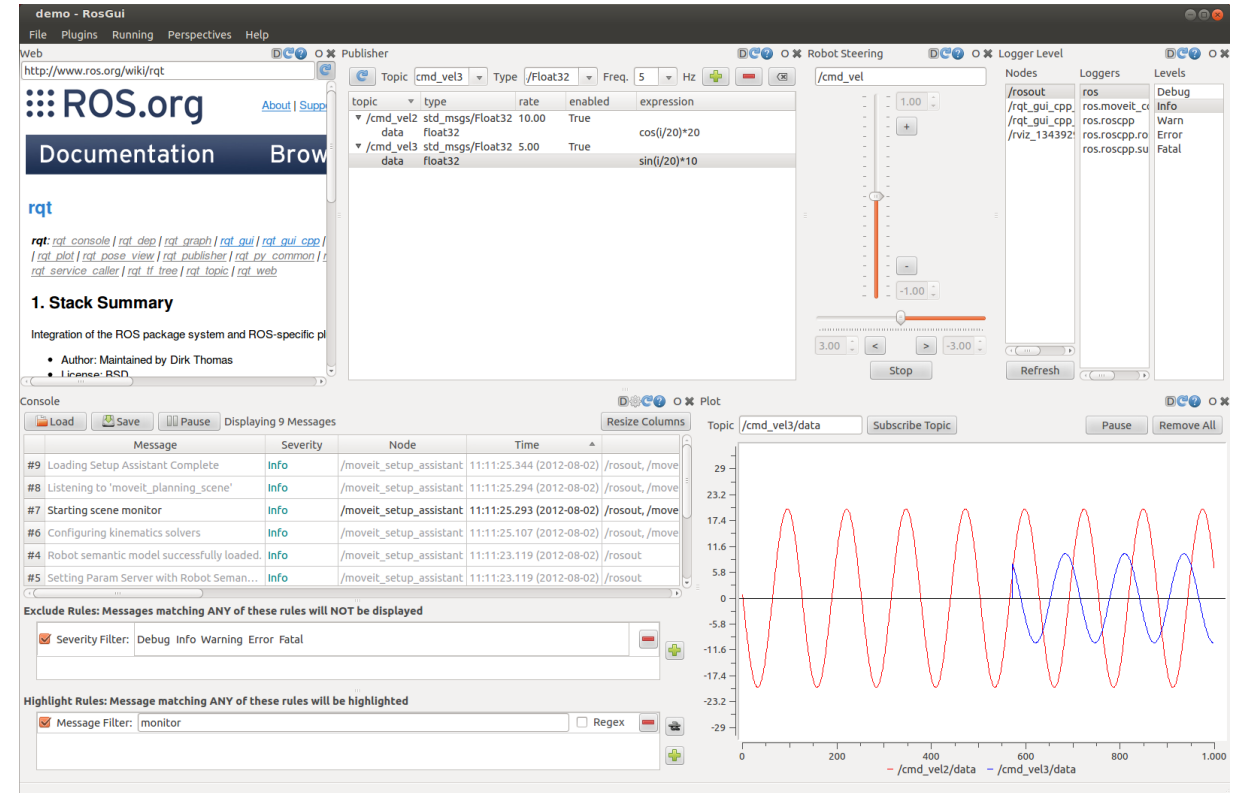 demo - RosGui
File Plugins Running Perspectives Help
Web
http://www.ros.org/wiki/rqt
ROS.org
About | Supp
Documentation Brow
rqt
rqt: rqt_console | rqt_dep | rqt_graph | rqt_gui | rqt_gui_cpp |
| rqt_plot | rqt_pose_view | rqt_publisher | rqt_py_common | r
rqt_service_caller | rqt_tf_tree | rqt_topic | rqt_web
1. Stack Summary
Integration of the ROS package system and ROS-specific pl
• Author: Maintained by Dirk Thomas
• License: BSD
Publisher
Topic cmd_vel3 Type /Float32 Freq. 5 Hz
topic type rate enabled expression
/cmd_vel2 std_msgs/Float32 10.00 True
data float32 cos(i/20)*20
/cmd_vel3 std_msgs/Float32 5.00 True
data float32 sin(i/20)*10
Robot Steering
/cmd_vel
1.00
+
-
-1.00
3.00 < > -3.00
Stop
Logger Level
Nodes Loggers Levels
/rosout ros Debug
/rqt_gui_cpp_ ros.moveit_co Info
/rqt_gui_cpp_ ros.roscpp Warn
/rviz_1343929 ros.roscpp.ro Error
ros.roscpp.su Fatal
Refresh
Console
Load Save Pause Displaying 9 Messages Resize Columns
Message Severity Node Time
#9 Loading Setup Assistant Complete Info /moveit_setup_assistant 11:11:25.344 (2012-08-02) /rosout, /move
#8 Listening to 'moveit_planning_scene' Info /moveit_setup_assistant 11:11:25.294 (2012-08-02) /rosout, /move
#7 Starting scene monitor Info /moveit_setup_assistant 11:11:25.293 (2012-08-02) /rosout, /move
#6 Configuring kinematics solvers Info /moveit_setup_assistant 11:11:25.107 (2012-08-02) /rosout, /move
#4 Robot semantic model successfully loaded. Info /moveit_setup_assistant 11:11:23.119 (2012-08-02) /rosout
#5 Setting Param Server with Robot Seman... Info /moveit_setup_assistant 11:11:23.119 (2012-08-02) /rosout
Exclude Rules: Messages matching ANY of these rules will NOT be displayed
Severity Filter: Debug Info Warning Error Fatal
Highlight Rules: Message matching ANY of these rules will be highlighted
Message Filter: monitor Regex
Plot
Topic /cmd_vel3/data Subscribe Topic Pause Remove All
29
23.2
17.4
11.6
5.8
0
-5.8
-11.6
-17.4
-23.2
-29
0 200 400 600 800 1.000
/cmd_vel2/data /cmd_vel3/data